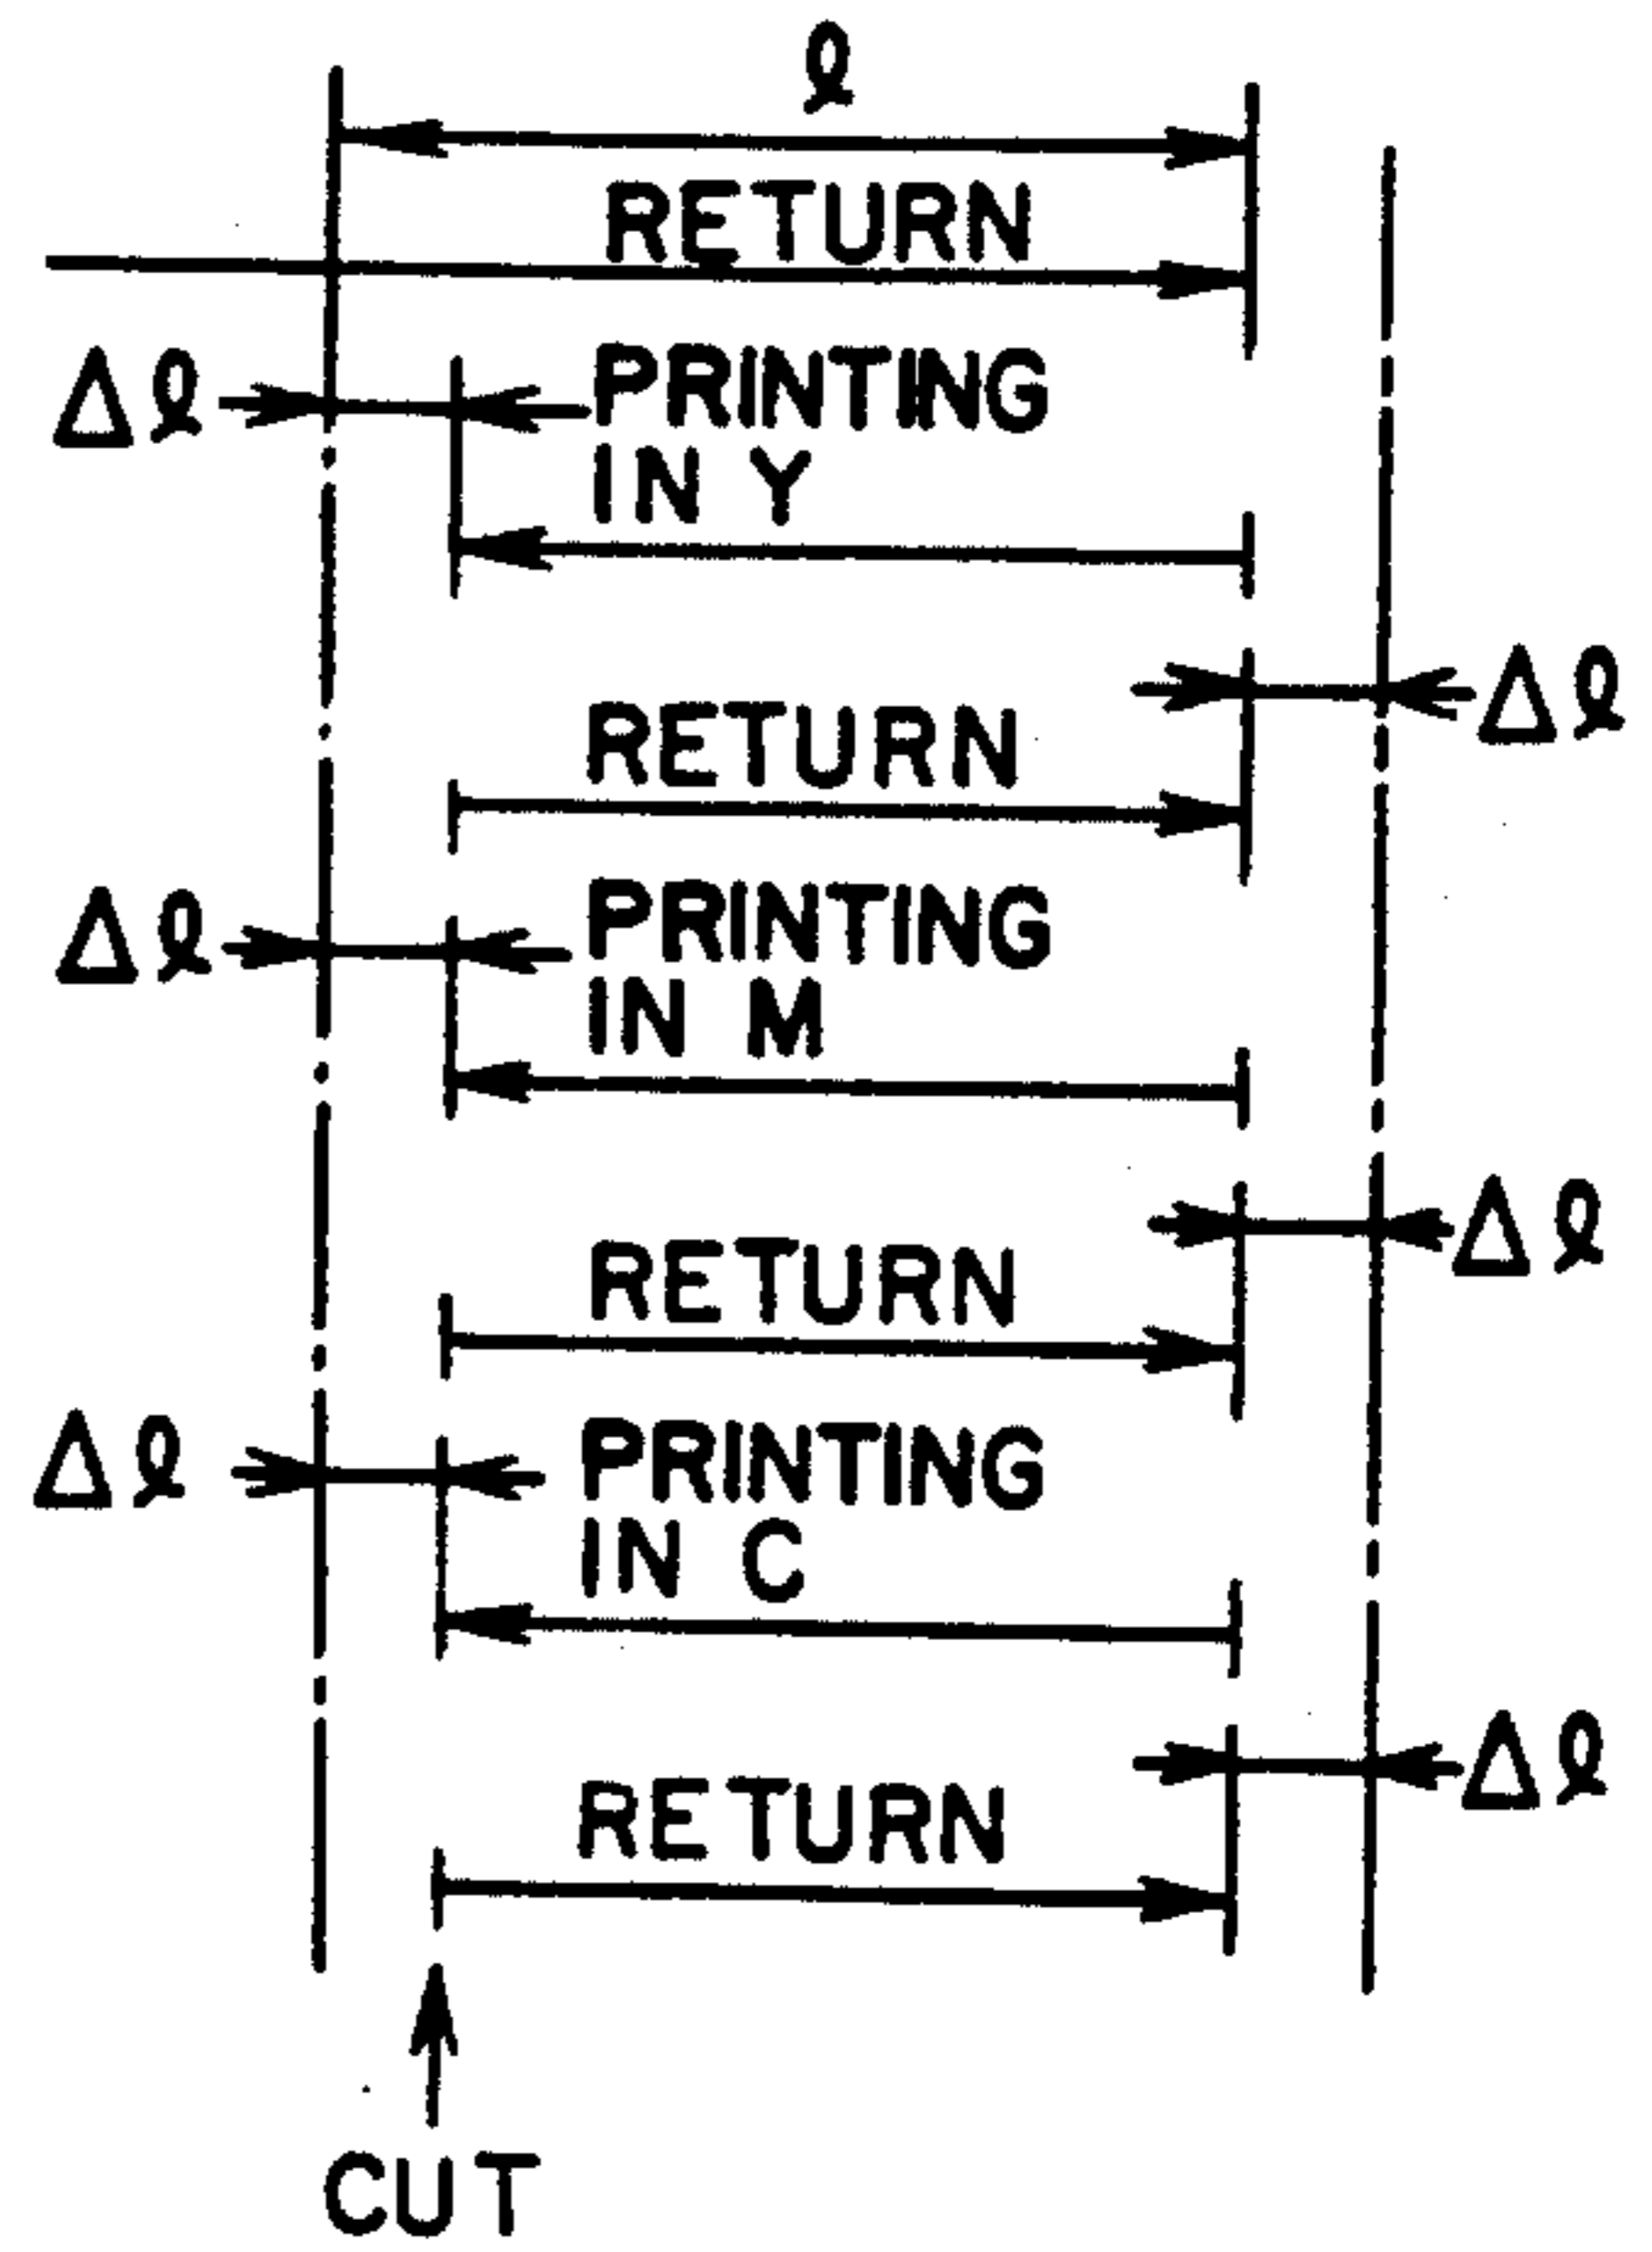 ℓ
RETURN
Δℓ
PRINTING
IN Y
Δℓ
RETURN
Δℓ
PRINTING
IN M
Δℓ
RETURN
Δℓ
PRINTING
IN C
Δℓ
RETURN
CUT